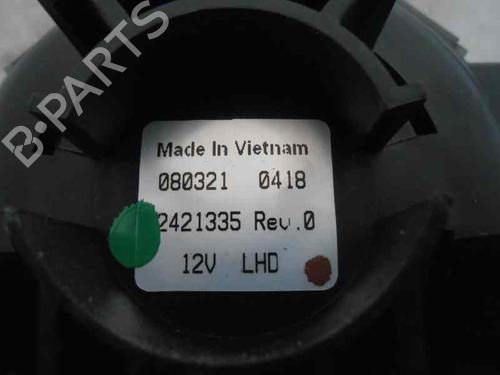 B-PARTS
Made In Vietnam
080321 0418
2421335 Rev.0
12V LHD